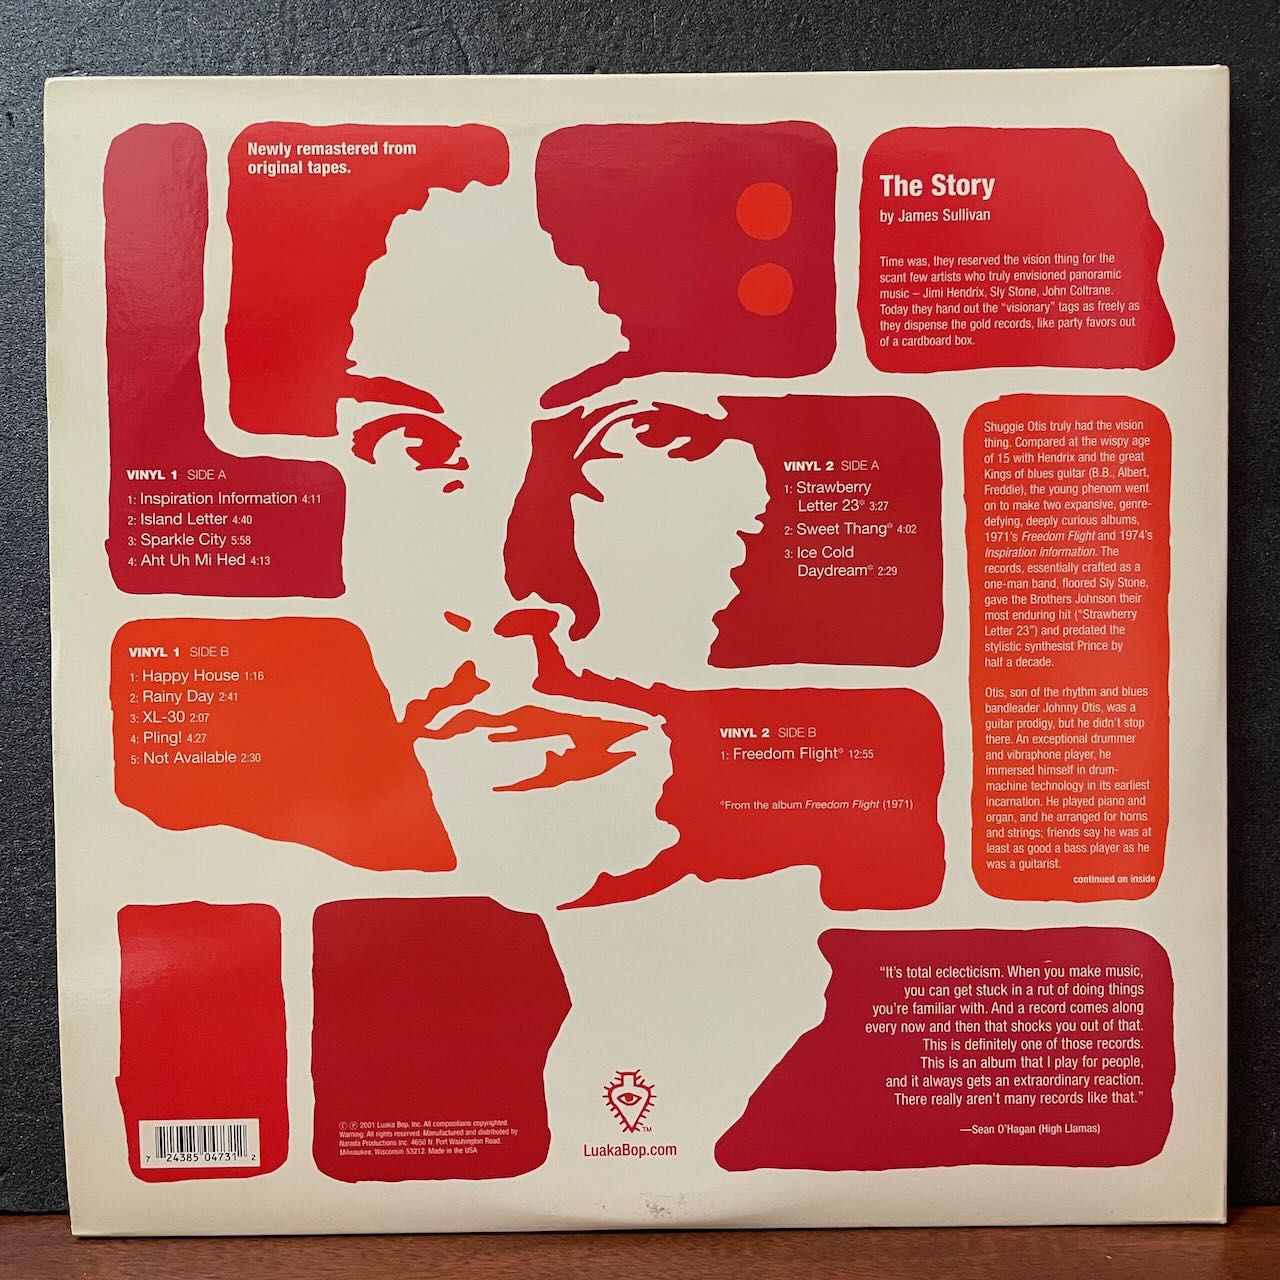 Newly remastered from
original tapes.
The Story
by James Sullivan
Time was, they reserved the vision thing for the
scant few artists who truly envisioned panoramic
music – Jimi Hendrix, Sly Stone, John Coltrane.
Today they hand out the “visionary” tags as freely as
they dispense the gold records, like party favors out
of a cardboard box.
VINYL 1 SIDE A
1: Inspiration Information 4:11
2: Island Letter 4:40
3: Sparkle City 5:58
4: Aht Uh Mi Hed 4:13
VINYL 2 SIDE A
1: Strawberry
Letter 23* 3:27
2: Sweet Thang* 4:02
3: Ice Cold
Daydream* 2:29
Shuggie Otis truly had the vision
thing. Compared at the wispy age
of 15 with Hendrix and the great
Kings of blues guitar (B.B., Albert,
Freddie), the young phenom went
on to make two expansive, genre-
defying, deeply curious albums,
1971’s Freedom Flight and 1974’s
Inspiration Information. The
records, essentially crafted as a
one-man band, floored Sly Stone,
gave the Brothers Johnson their
most enduring hit (“Strawberry
Letter 23”) and predated the
stylistic synthesist Prince by
half a decade.
Otis, son of the rhythm and blues
bandleader Johnny Otis, was a
guitar prodigy, but he didn’t stop
there. An exceptional drummer
and vibraphone player, he
immersed himself in drum-
machine technology in its earliest
incarnation. He played piano and
organ, and he arranged for horns
and strings; friends say he was at
least as good a bass player as he
was a guitarist.
continued on inside
VINYL 1 SIDE B
1: Happy House 1:16
2: Rainy Day 2:41
3: XL-30 2:07
4: Pling! 4:27
5: Not Available 2:30
VINYL 2 SIDE B
1: Freedom Flight* 12:55
*From the album Freedom Flight (1971)
“It’s total eclecticism. When you make music,
you can get stuck in a rut of doing things
you’re familiar with. And a record comes along
every now and then that shocks you out of that.
This is definitely one of those records.
This is an album that I play for people,
and it always gets an extraordinary reaction.
There really aren’t many records like that.”
—Sean O’Hagan (High Llamas)
7 24385 04731 2
© ℗ 2001 Luaka Bop, Inc. All compositions copyrighted.
Warning: All rights reserved. Manufactured and distributed by
Narada Productions Inc. 4650 N. Port Washington Road,
Milwaukee, Wisconsin 53212. Made in the USA
TM
LuakaBop.com